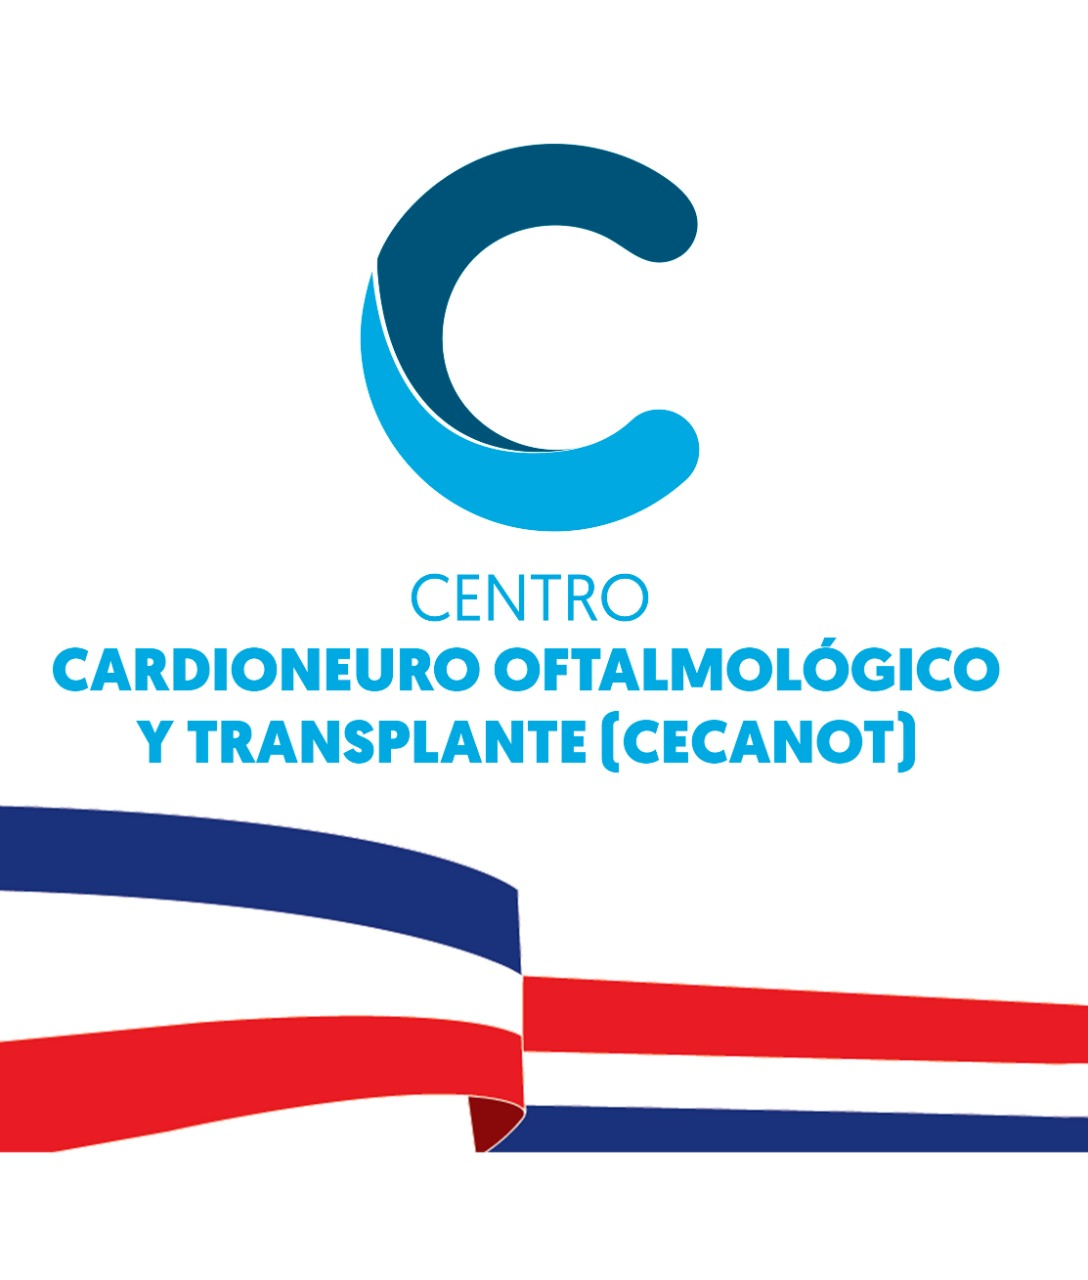 CENTRO
CARDIONEURO OFTALMOLÓGICO
Y TRANSPLANTE (CECANOT)